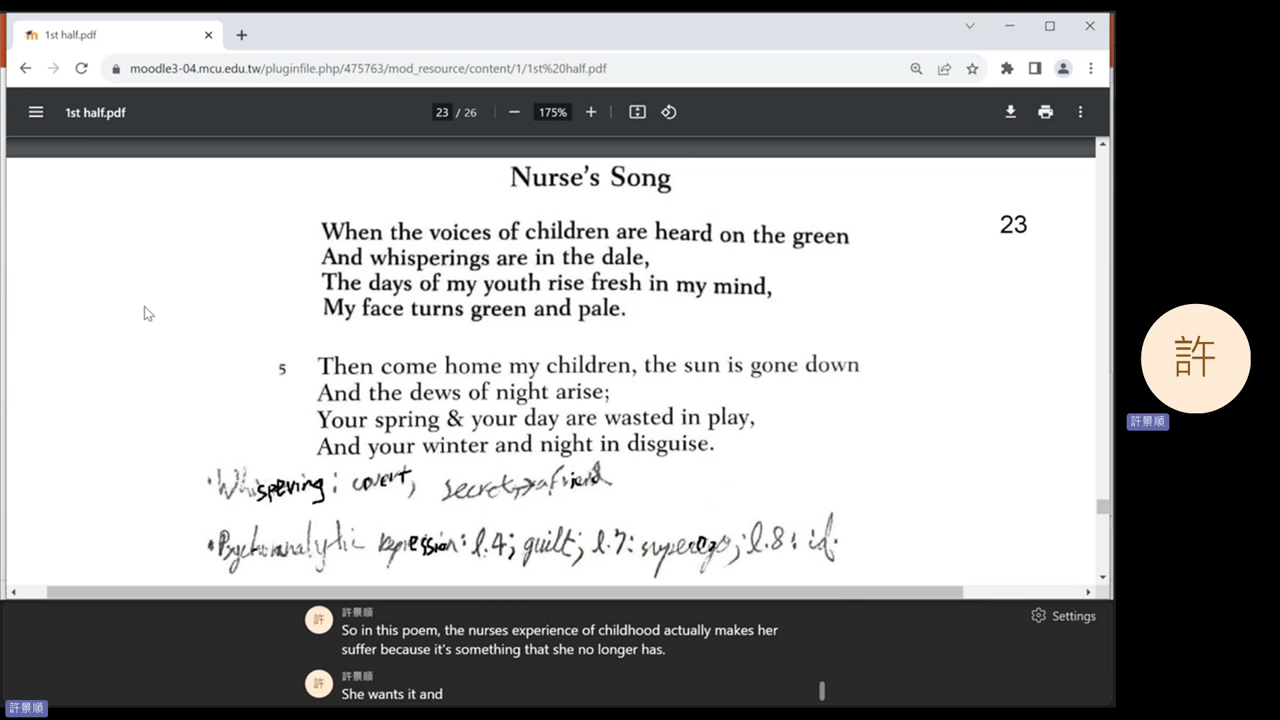 1st half.pdf
moodle3-04.mcu.edu.tw/pluginfile.php/475763/mod_resource/content/1/1st%20half.pdf
1st half.pdf
23 / 26
175%
Nurse's Song
23
When the voices of children are heard on the green
And whisperings are in the dale,
The days of my youth rise fresh in my mind,
My face turns green and pale.
5 Then come home my children, the sun is gone down
And the dews of night arise;
Your spring & your day are wasted in play,
And your winter and night in disguise.
•Whispering: covert, secret,
•Psychoanalytic repression: l.4; guilt; l.7: superego; l.8: id.
許
許景順
許
許景順
So in this poem, the nurses experience of childhood actually makes her
suffer because it's something that she no longer has.
許
許景順
She wants it and
Settings
許景順